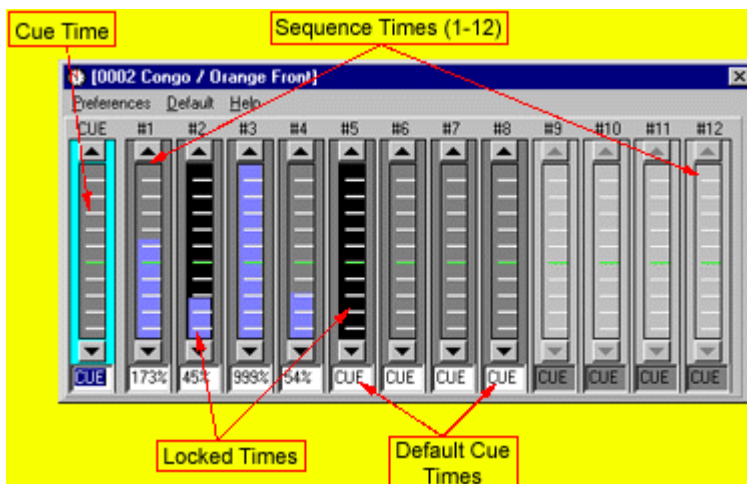 Cue Time
Sequence Times (1-12)
[0002 Congo / Orange Front]
Preferences Default Help
CUE #1 #2 #3 #4 #5 #6 #7 #8 #9 #10 #11 #12
CUE 173% 45% 999% 54% CUE CUE CUE CUE CUE CUE CUE CUE
Locked Times
Default Cue
Times